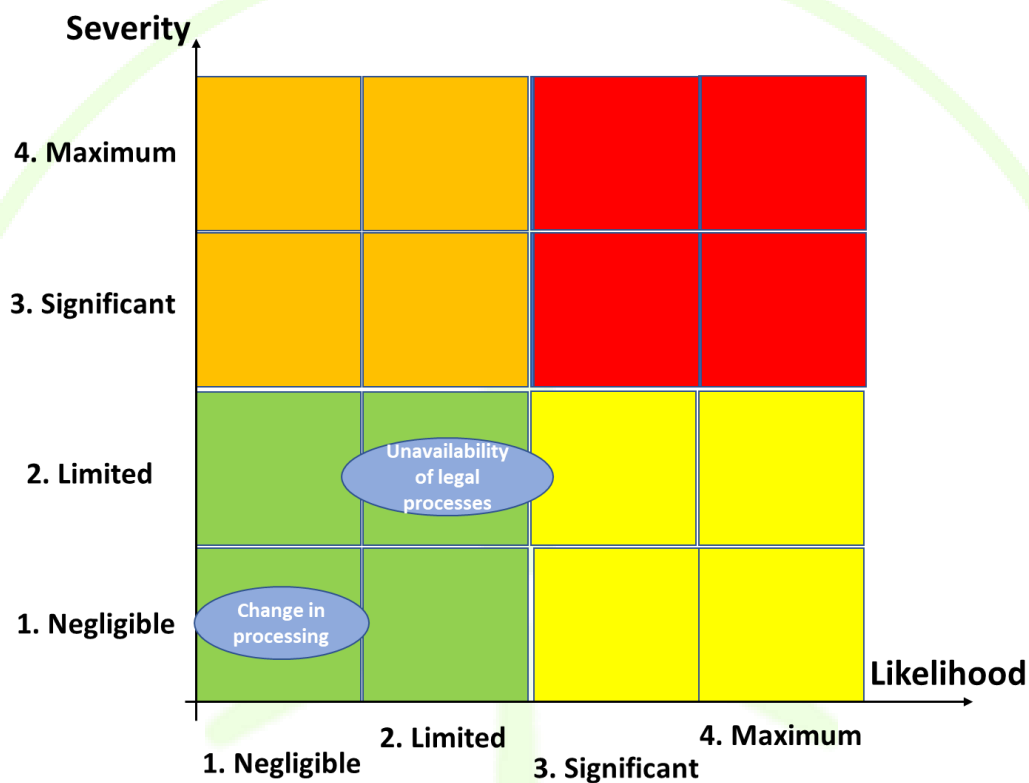 Severity
4. Maximum
3. Significant
2. Limited
Unavailability
of legal
processes
1. Negligible
Change in
processing
Likelihood
1. Negligible
2. Limited
3. Significant
4. Maximum